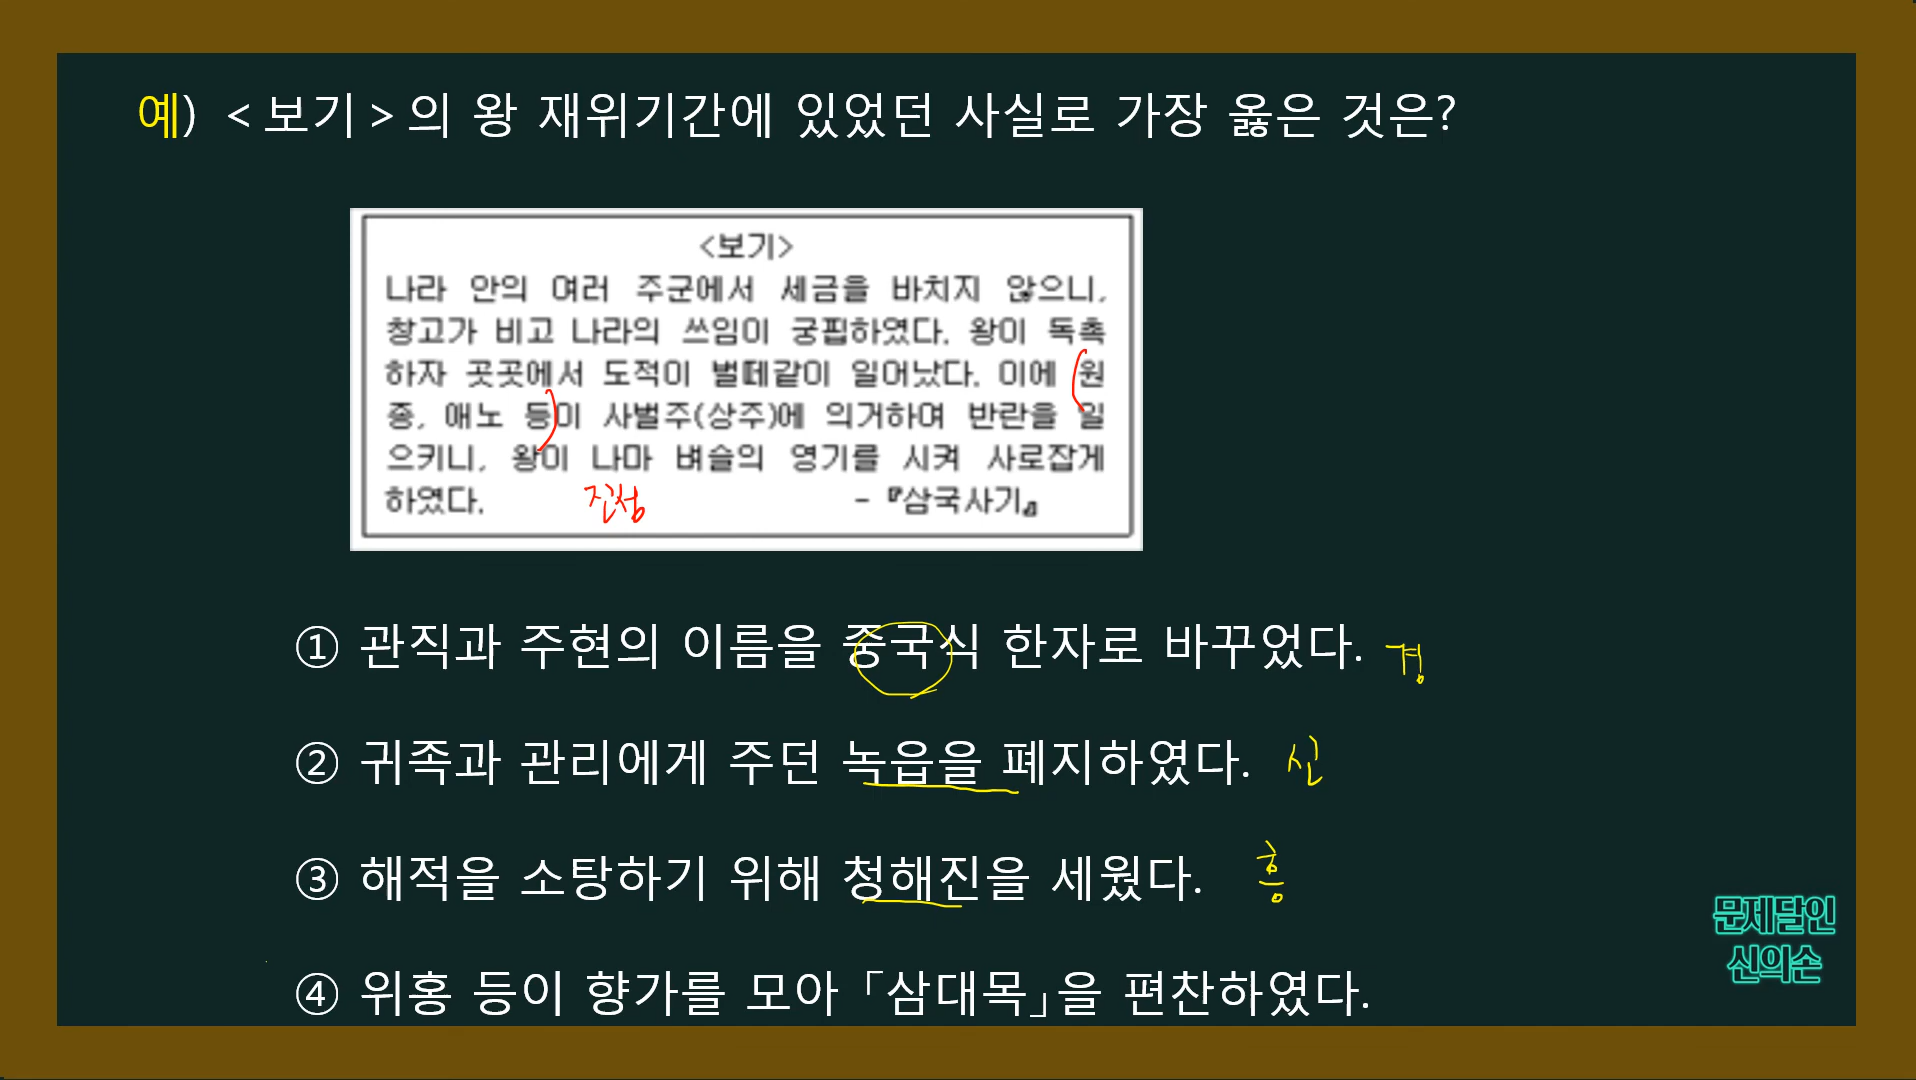 예) <보기>의 왕 재위기간에 있었던 사실로 가장 옳은 것은?
<보기>
나라 안의 여러 주군에서 세금을 바치지 않으니,
창고가 비고 나라의 쓰임이 궁핍하였다. 왕이 독촉
하자 곳곳에서 도적이 벌떼같이 일어났다. 이에 원
종, 애노 등이 사벌주(상주)에 의거하여 반란을 일
으키니, 왕이 나마 벼슬의 영기를 시켜 사로잡게
하였다. - 『삼국사기』
진성
① 관직과 주현의 이름을 중국식 한자로 바꾸었다. 경
② 귀족과 관리에게 주던 녹읍을 폐지하였다. 신
③ 해적을 소탕하기 위해 청해진을 세웠다. 흥
④ 위홍 등이 향가를 모아 「삼대목」을 편찬하였다.
문제달인
신의손